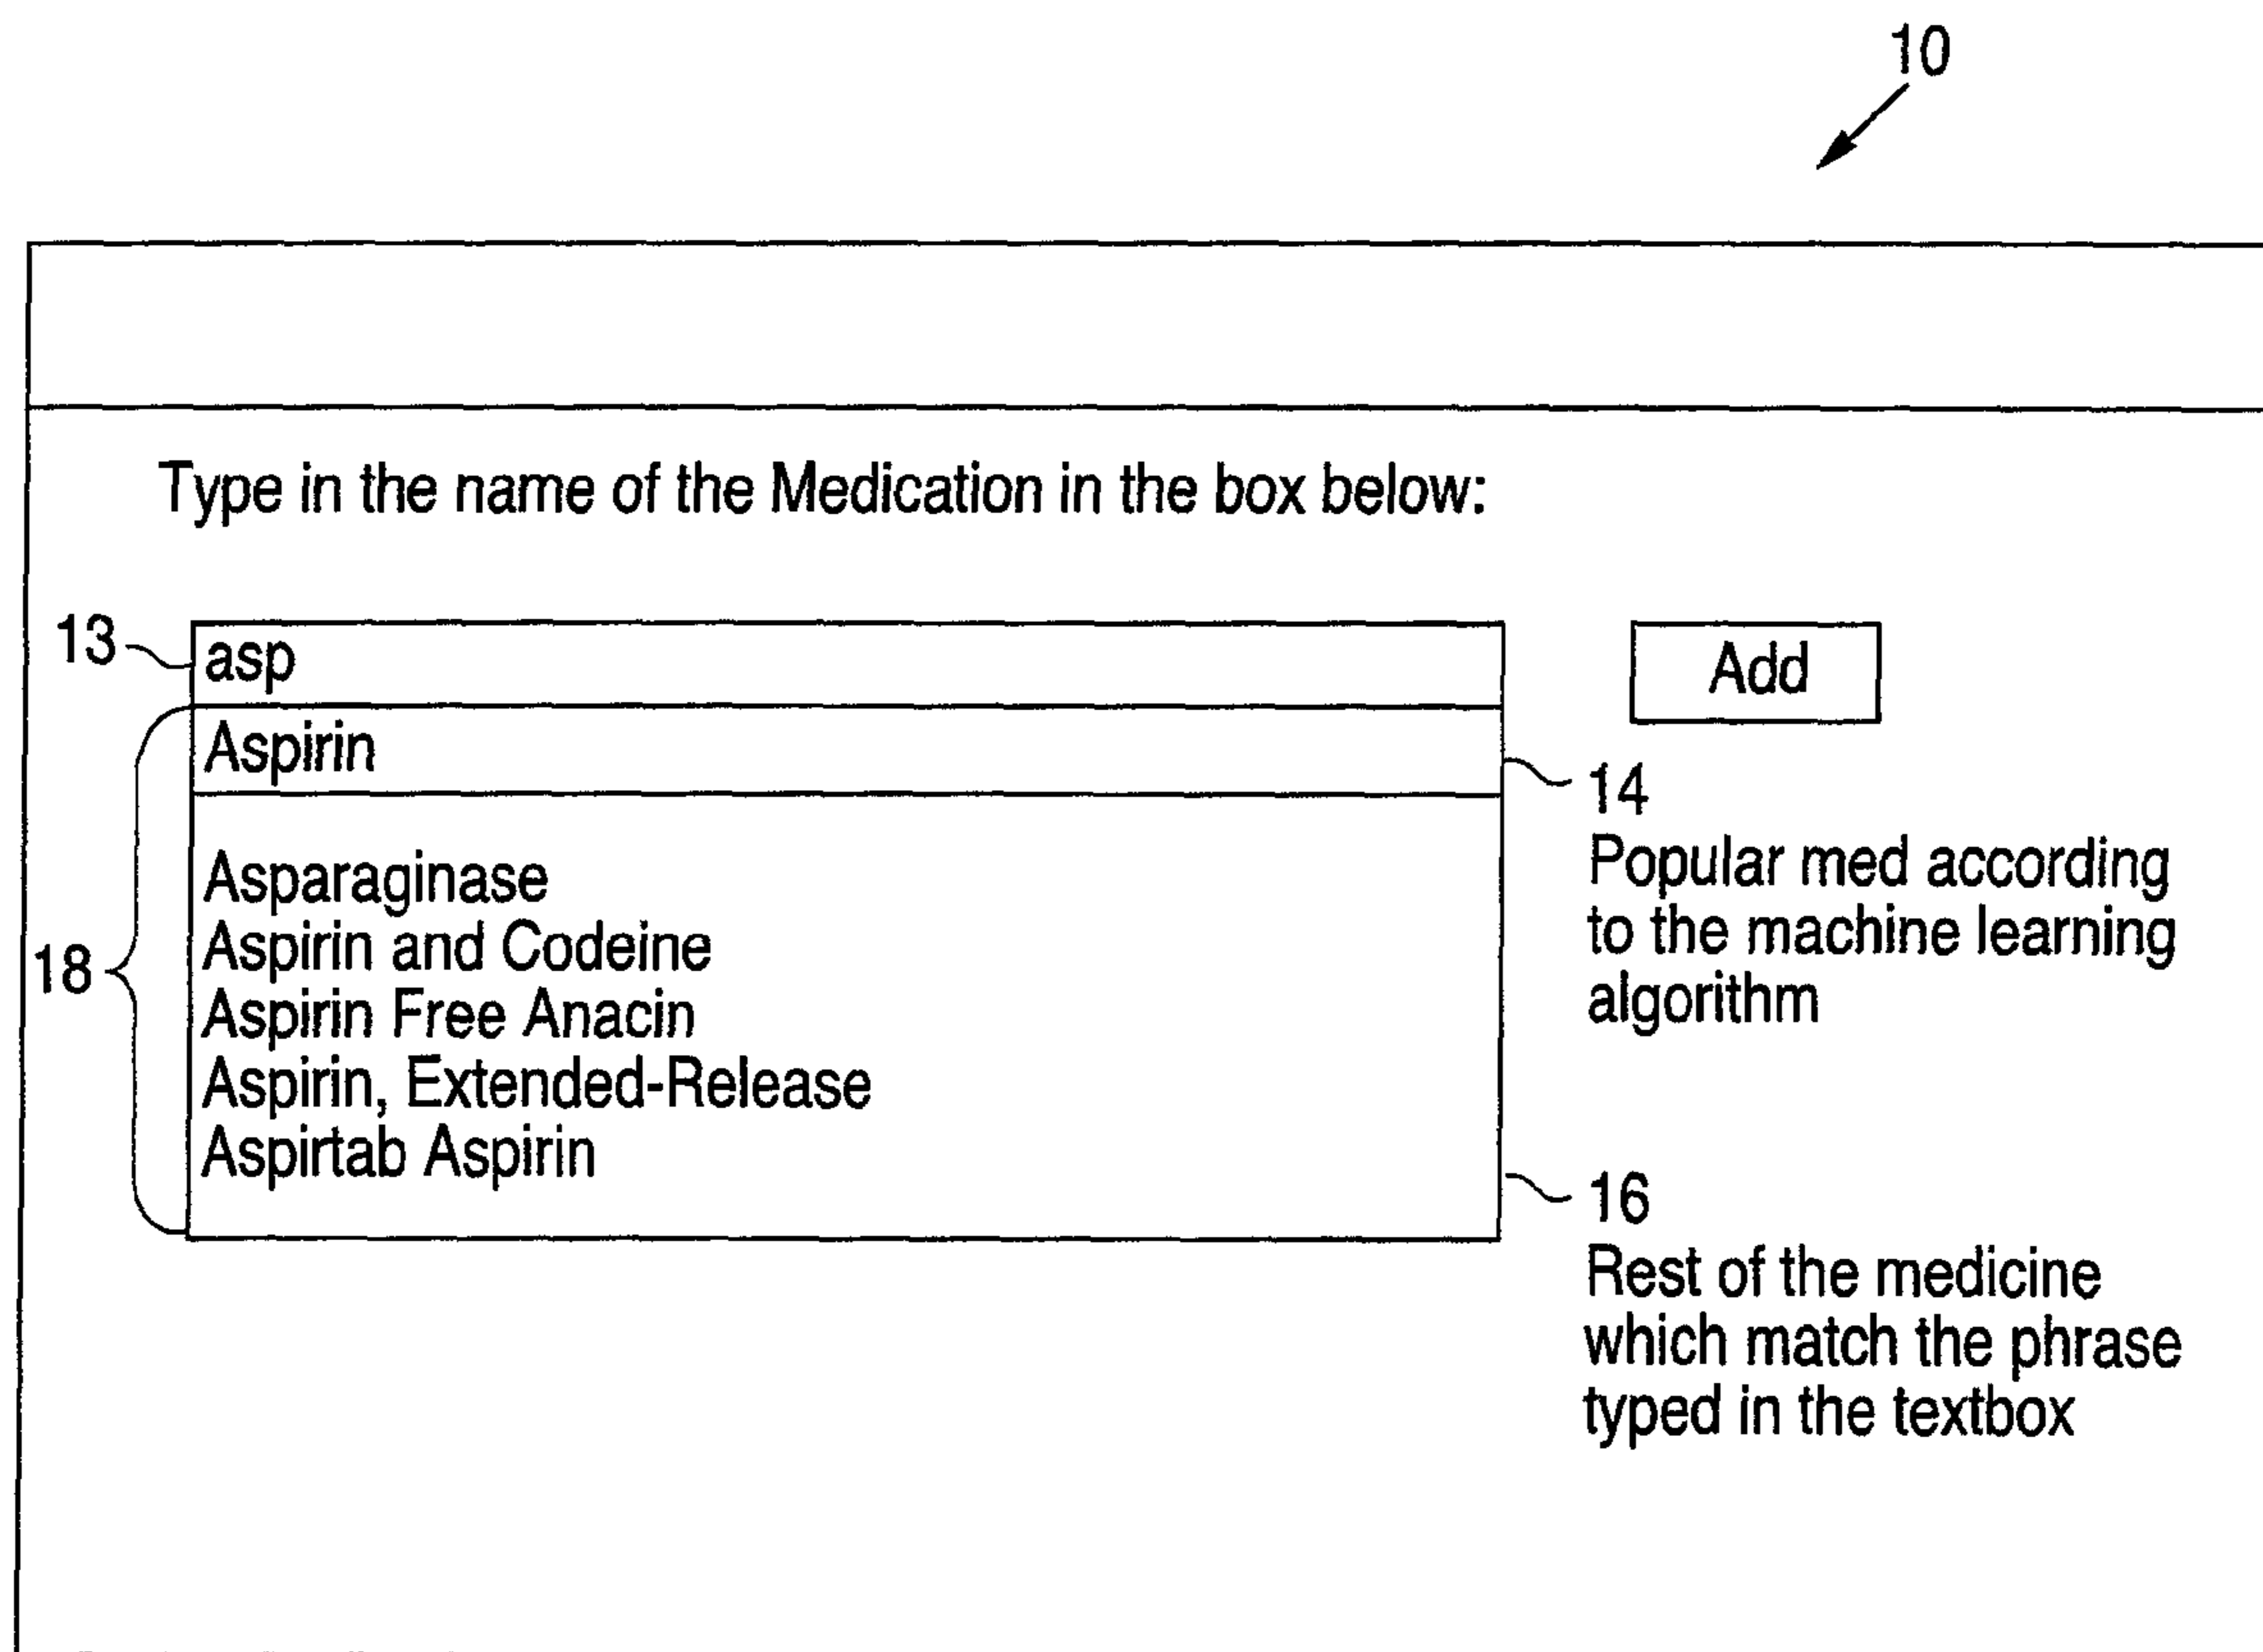 10
Type in the name of the Medication in the box below:
13
asp
Add
Aspirin
14
Popular med according
to the machine learning
algorithm
18
Asparaginase
Aspirin and Codeine
Aspirin Free Anacin
Aspirin, Extended-Release
Aspirtab Aspirin
16
Rest of the medicine
which match the phrase
typed in the textbox